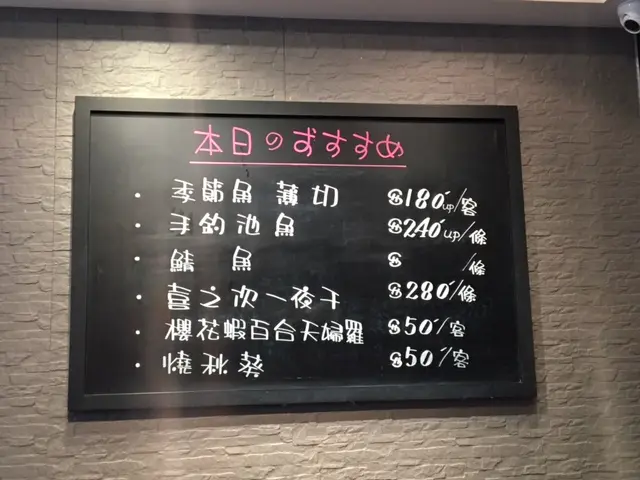 本日のおすすめ
・季節魚 薄切 $180up/客
・手釣池魚 $240up/條
・鯖 魚 $ /條
・喜之次一夜干 $280/條
・櫻花蝦百合天婦羅 $50/客
・燒秋葵 $50/客